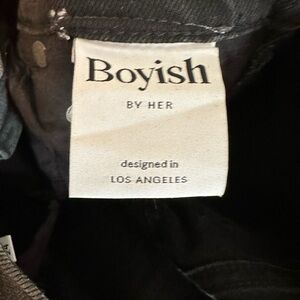 Boyish
BY HER
designed in
LOS ANGELES